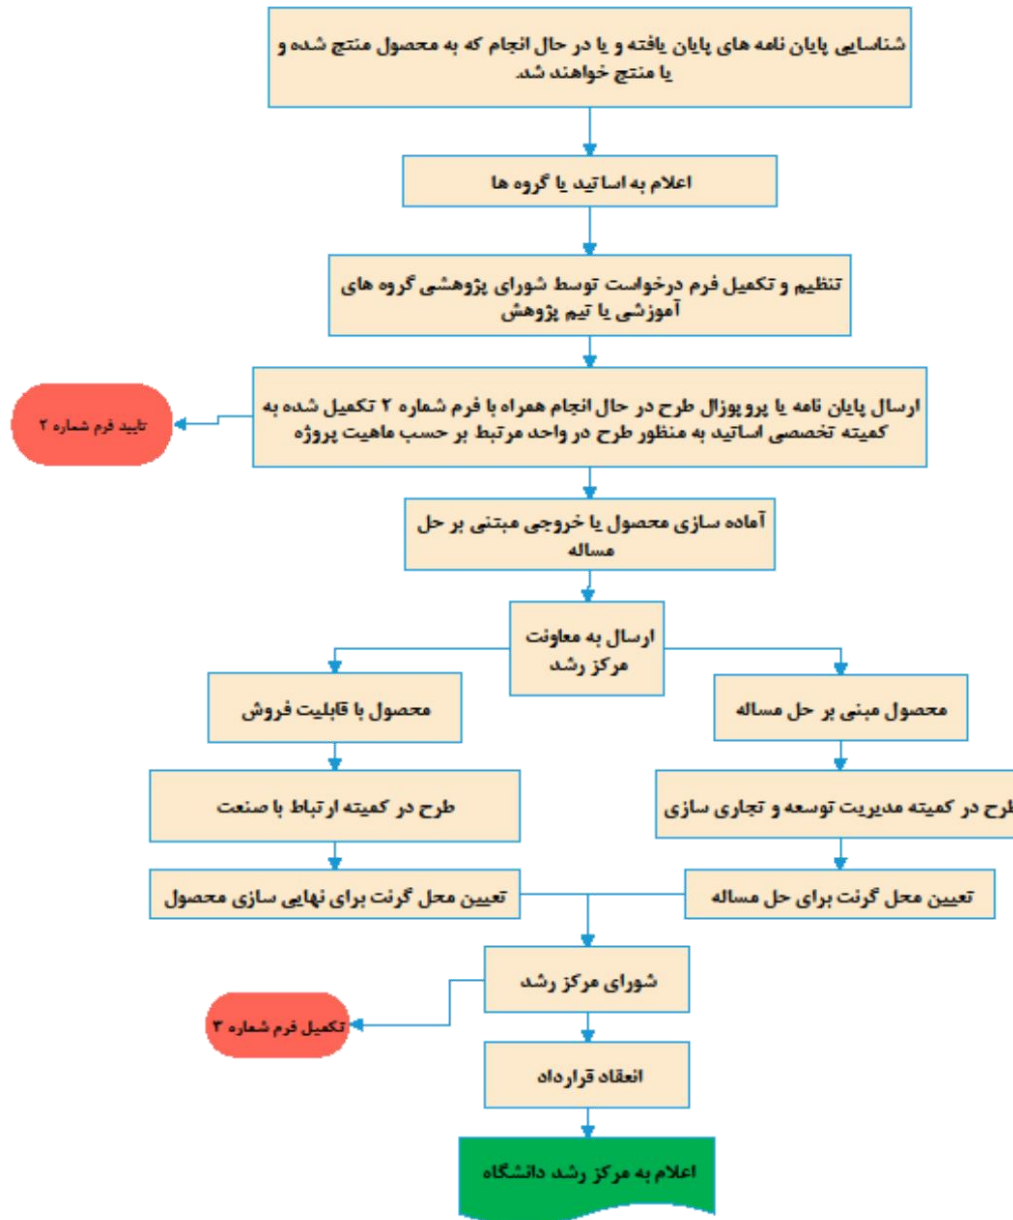 شناسایی پایان نامه های پایان یافته و یا در حال انجام که به محصول منتج شده و
یا منتج خواهند شد.
اعلام به اساتید یا گروه ها
تنظیم و تکمیل فرم درخواست توسط شورای پژوهشی گروه های
آموزشی یا تیم پژوهش
ارسال پایان نامه یا پروپوزال طرح در حال انجام همراه با فرم شماره ۲ تکمیل شده به
کمیته تخصصی اساتید به منظور طرح در واحد مرتبط بر حسب ماهیت پروژه
تایید فرم شماره ۲
آماده سازی محصول یا خروجی مبتنی بر حل
مساله
ارسال به معاونت
مرکز رشد
محصول مبنی بر حل مساله
محصول با قابلیت فروش
طرح در کمیته مدیریت توسعه و تجاری سازی
طرح در کمیته ارتباط با صنعت
تعیین محل گرنت برای حل مساله
تعیین محل گرنت برای نهایی سازی محصول
شورای مرکز رشد
تکمیل فرم شماره ۳
انعقاد قرارداد
اعلام به مرکز رشد دانشگاه